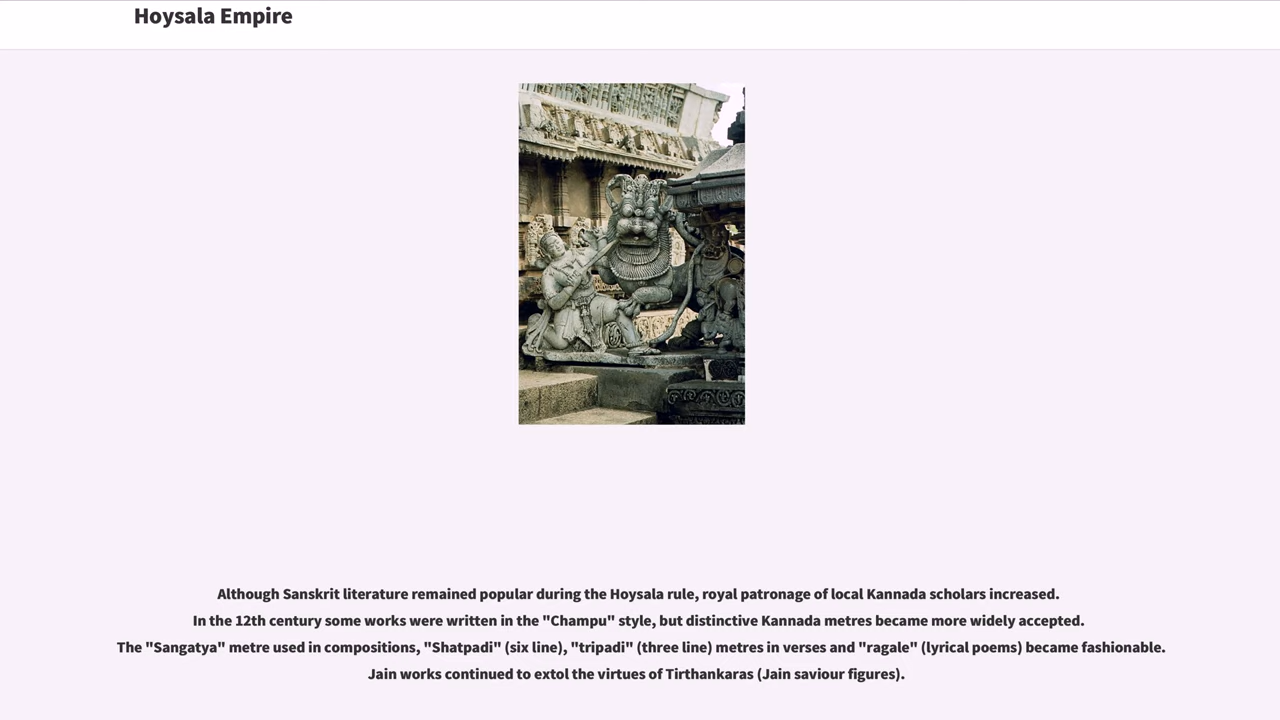 Hoysala Empire
Although Sanskrit literature remained popular during the Hoysala rule, royal patronage of local Kannada scholars increased.
In the 12th century some works were written in the "Champu" style, but distinctive Kannada metres became more widely accepted.
The "Sangatya" metre used in compositions, "Shatpadi" (six line), "tripadi" (three line) metres in verses and "ragale" (lyrical poems) became fashionable.
Jain works continued to extol the virtues of Tirthankaras (Jain saviour figures).